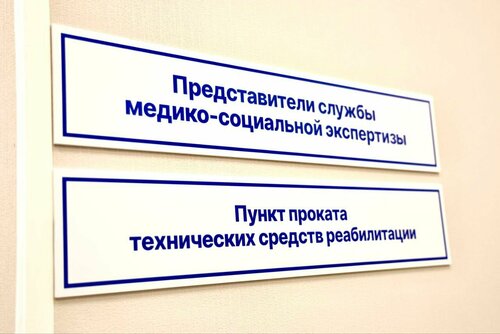 Представители службы
медико-социальной экспертизы
Пункт проката
технических средств реабилитации